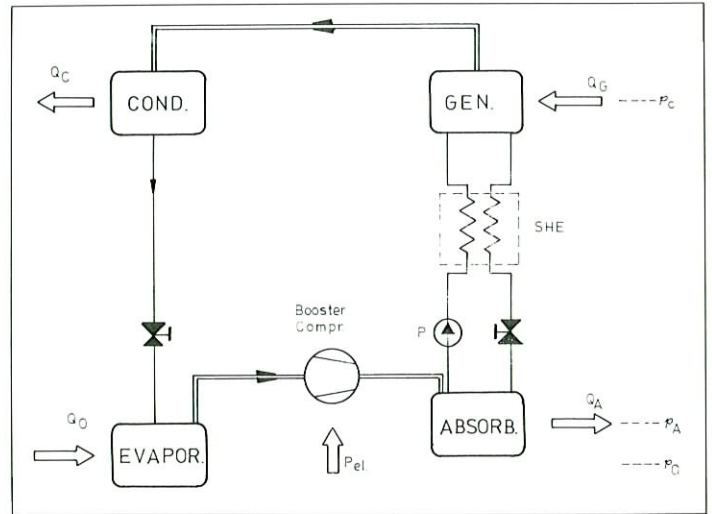 Q_C
COND.
GEN.
Q_G
p_c
SHE
Booster
Compr.
P
Q_O
EVAPOR.
P_el
ABSORB.
Q_A
p_A
p_O